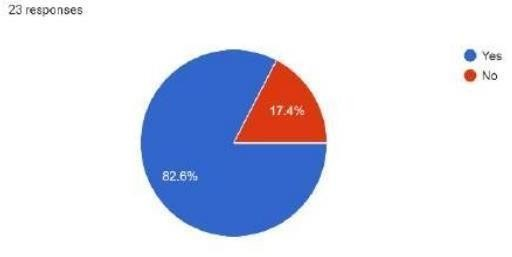 23 responses
Yes
No
17.4%
82.6%